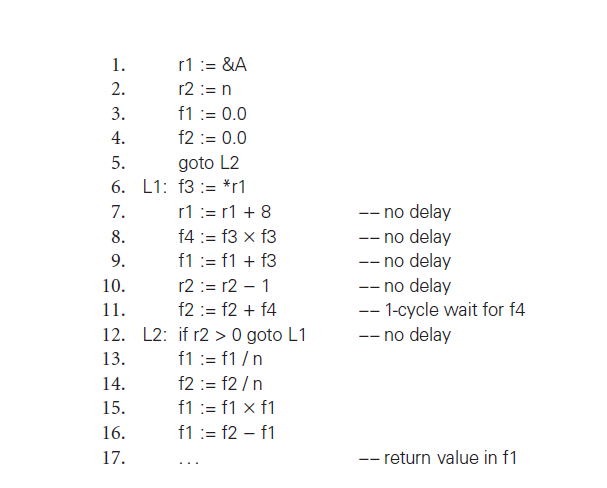 1. r1 := &A
2. r2 := n
3. f1 := 0.0
4. f2 := 0.0
5. goto L2
6. L1: f3 := *r1
7. r1 := r1 + 8 –– no delay
8. f4 := f3 × f3 –– no delay
9. f1 := f1 + f3 –– no delay
10. r2 := r2 – 1 –– no delay
11. f2 := f2 + f4 –– 1-cycle wait for f4
12. L2: if r2 > 0 goto L1 –– no delay
13. f1 := f1 / n
14. f2 := f2 / n
15. f1 := f1 × f1
16. f1 := f2 – f1
17. . . . –– return value in f1